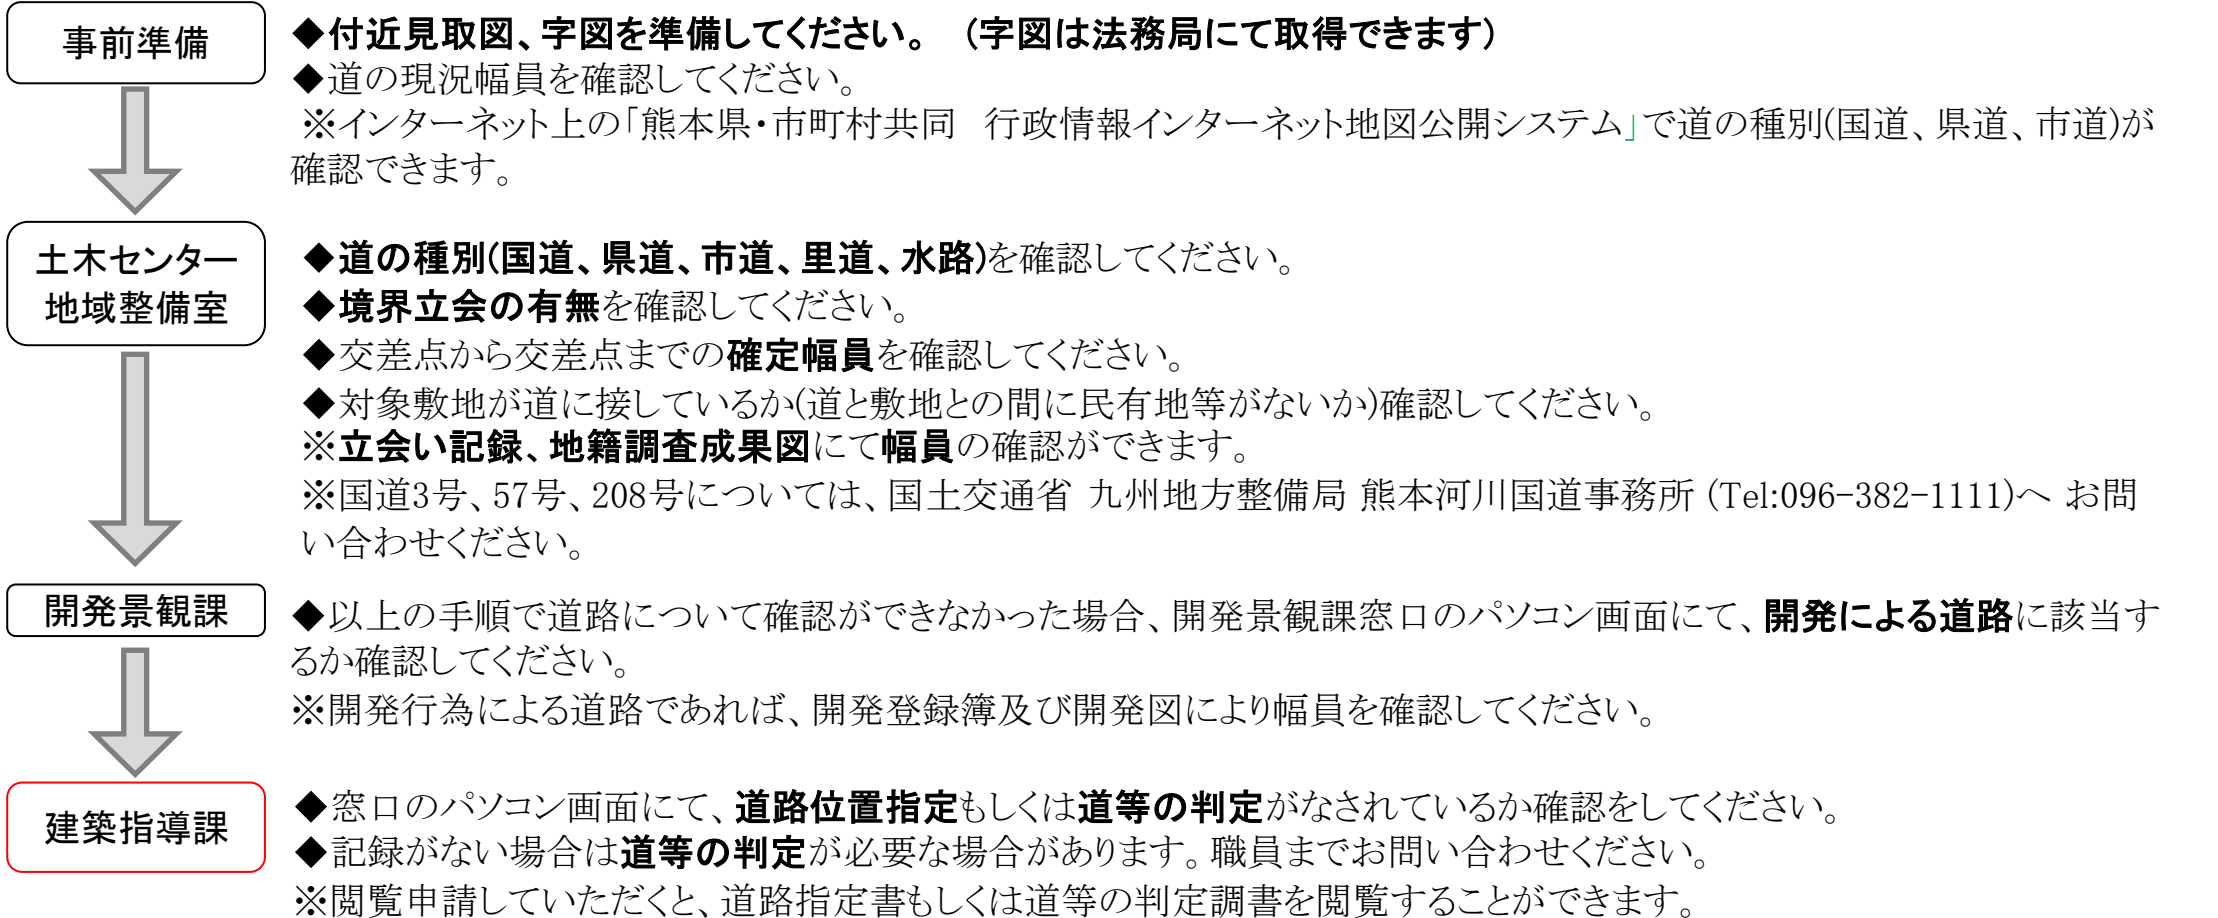 事前準備
◆付近見取図、字図を準備してください。　(字図は法務局にて取得できます)
◆道の現況幅員を確認してください。
※インターネット上の「熊本県・市町村共同　行政情報インターネット地図公開システム」で道の種別(国道、県道、市道)が
確認できます。
土木センター
地域整備室
◆道の種別(国道、県道、市道、里道、水路)を確認してください。
◆境界立会の有無を確認してください。
◆交差点から交差点までの確定幅員を確認してください。
◆対象敷地が道に接しているか(道と敷地との間に民有地等がないか)確認してください。
※立会い記録、地籍調査成果図にて幅員の確認ができます。
※国道3号、57号、208号については、国土交通省 九州地方整備局 熊本河川国道事務所 (Tel:096-382-1111)へ お問
い合わせください。
開発景観課
◆以上の手順で道路について確認ができなかった場合、開発景観課窓口のパソコン画面にて、開発による道路に該当す
るか確認してください。
※開発行為による道路であれば、開発登録簿及び開発図により幅員を確認してください。
建築指導課
◆窓口のパソコン画面にて、道路位置指定もしくは道等の判定がなされているか確認をしてください。
◆記録がない場合は道等の判定が必要な場合があります。職員までお問い合わせください。
※閲覧申請していただくと、道路指定書もしくは道等の判定調書を閲覧することができます。